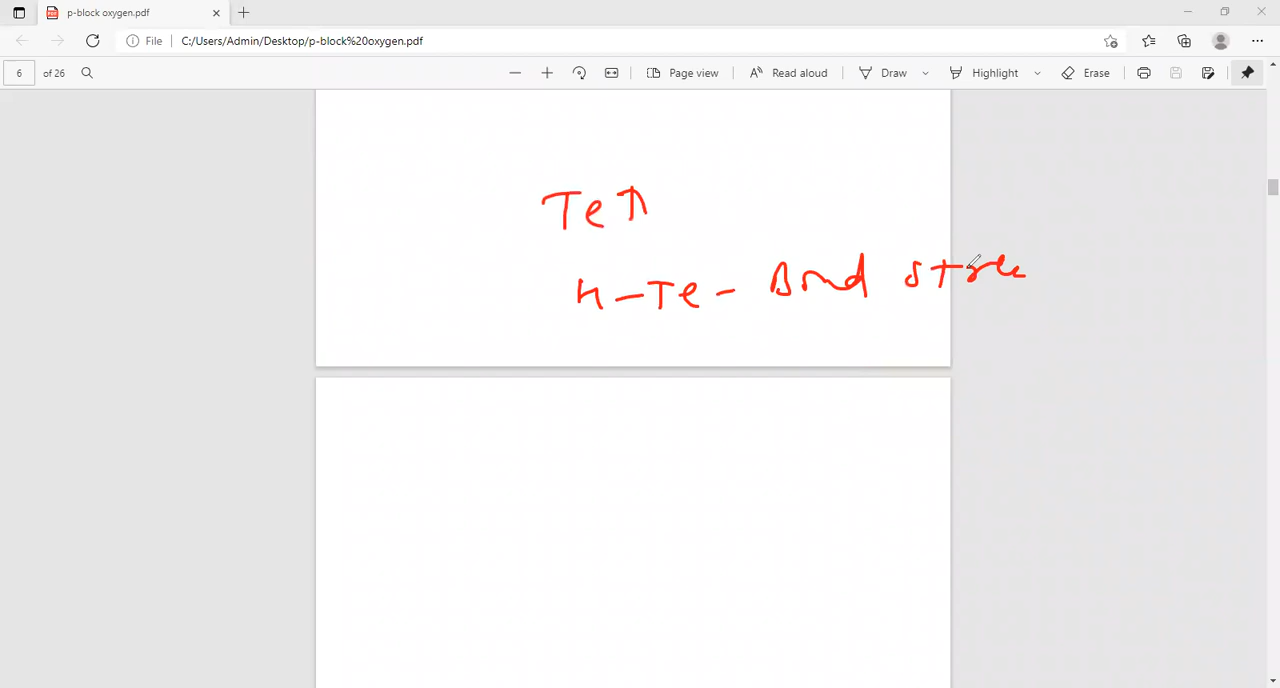 p-block oxygen.pdf
File C:/Users/Admin/Desktop/p-block%20oxygen.pdf
6 of 26 Page view Read aloud Draw Highlight Erase
Te ↑
H - Te - Bond